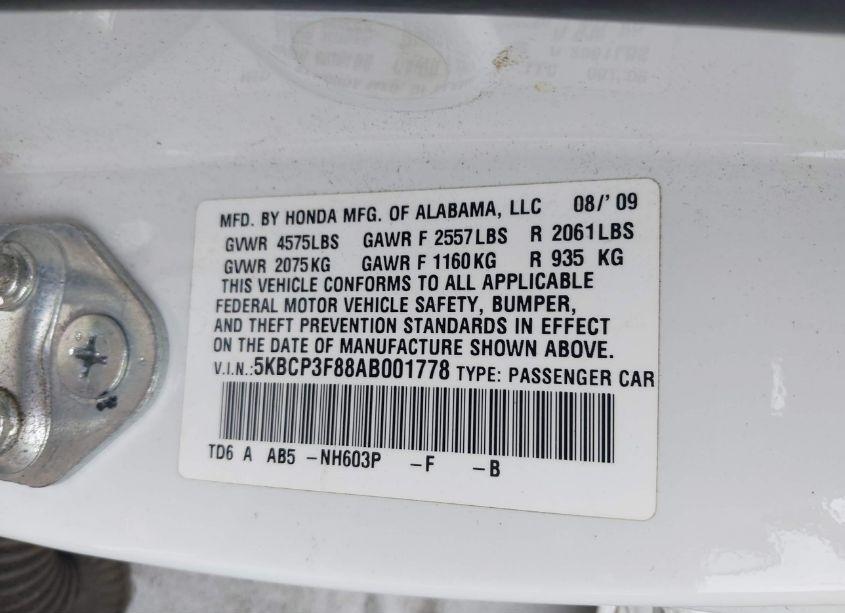 MFD. BY HONDA MFG. OF ALABAMA, LLC 08/'09
GVWR 4575LBS GAWR F 2557LBS R 2061LBS
GVWR 2075KG GAWR F 1160KG R 935 KG
THIS VEHICLE CONFORMS TO ALL APPLICABLE
FEDERAL MOTOR VEHICLE SAFETY, BUMPER,
AND THEFT PREVENTION STANDARDS IN EFFECT
ON THE DATE OF MANUFACTURE SHOWN ABOVE.
V.I.N.:5KBCP3F88AB001778 TYPE: PASSENGER CAR
TD6 A AB5 -NH603P -F -B